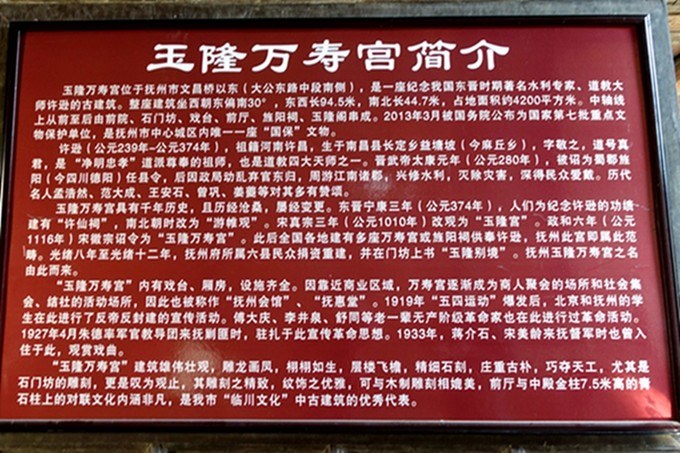 玉隆万寿宫简介
玉隆万寿宫位于抚州市文昌桥以东（大公东路中段南侧），是一座纪念我国东晋时期著名水利专家、道教大
师许逊的古建筑。整座建筑坐西朝东偏南30°，东西长94.5米，南北长44.7米，占地面积约4200平方米。中轴线
上从前至后由前院、石门坊、戏台、前厅、旌阳祠、玉隆阁串成。2013年3月被国务院公布为国家第七批重点文
物保护单位，是抚州市中心城区内唯一一座“国保”文物。
许逊（公元239年-公元374年），祖籍河南许昌，生于南昌县长定乡益塘坡（今麻丘乡），字敬之，道号真
君，是“净明忠孝”道派尊奉的祖师，也是道教四大天师之一。晋武帝太康元年（公元280年），被诏为蜀郡旌
阳（今四川德阳）任县令，后因政局动乱弃官东归，周游江南诸郡，兴修水利，灭除灾害，深得民众爱戴。历代
名人孟浩然、范大成、王安石、曾巩、姜夔等对其多有赞颂。
玉隆万寿宫具有千年历史，且历经沧桑，屡经变更。东晋宁康三年（公元374年），人们为纪念许逊的功绩
建有“许仙祠”，南北朝时改为“游帷观”。宋真宗三年（公元1010年）改观为“玉隆宫”。政和六年（公元
1116年）宋徽宗诏令为“玉隆万寿宫”。此后全国各地建有多座万寿宫或旌阳祠供奉许逊，抚州此宫即属此范
畴。光绪八年至光绪十二年，抚州府所属六县民众捐资重建，并在门坊上书“玉隆别境”。抚州玉隆万寿宫之名
由此而来。
“玉隆万寿宫”内有戏台、厢房，设施齐全。因靠近商业区域，万寿宫逐渐成为商人聚会的场所和社会集
会、结社的活动场所，因此也被称作“抚州会馆”、“抚惠堂”。1919年“五四运动”爆发后，北京和抚州的学
生在此进行了反帝反封建的宣传活动。傅大庆、李井泉、舒同等老一辈无产阶级革命家也在此进行过革命活动。
1927年4月朱德率军官教导团来抚剿匪时，驻扎于此宣传革命思想。1933年，蒋介石、宋美龄来抚督军时也曾入
住于此，观赏戏曲。
“玉隆万寿宫”建筑雄伟壮观，雕龙画凤，栩栩如生，层楼飞檐，精细石刻，庄重古朴，巧夺天工，尤其是
石门坊的雕刻，更是叹为观止，其雕刻之精致，纹饰之优雅，可与木制雕刻相媲美，前厅与中殿金柱7.5米高的青
石柱上的对联文化内涵非凡，是我市“临川文化”中古建筑的优秀代表。